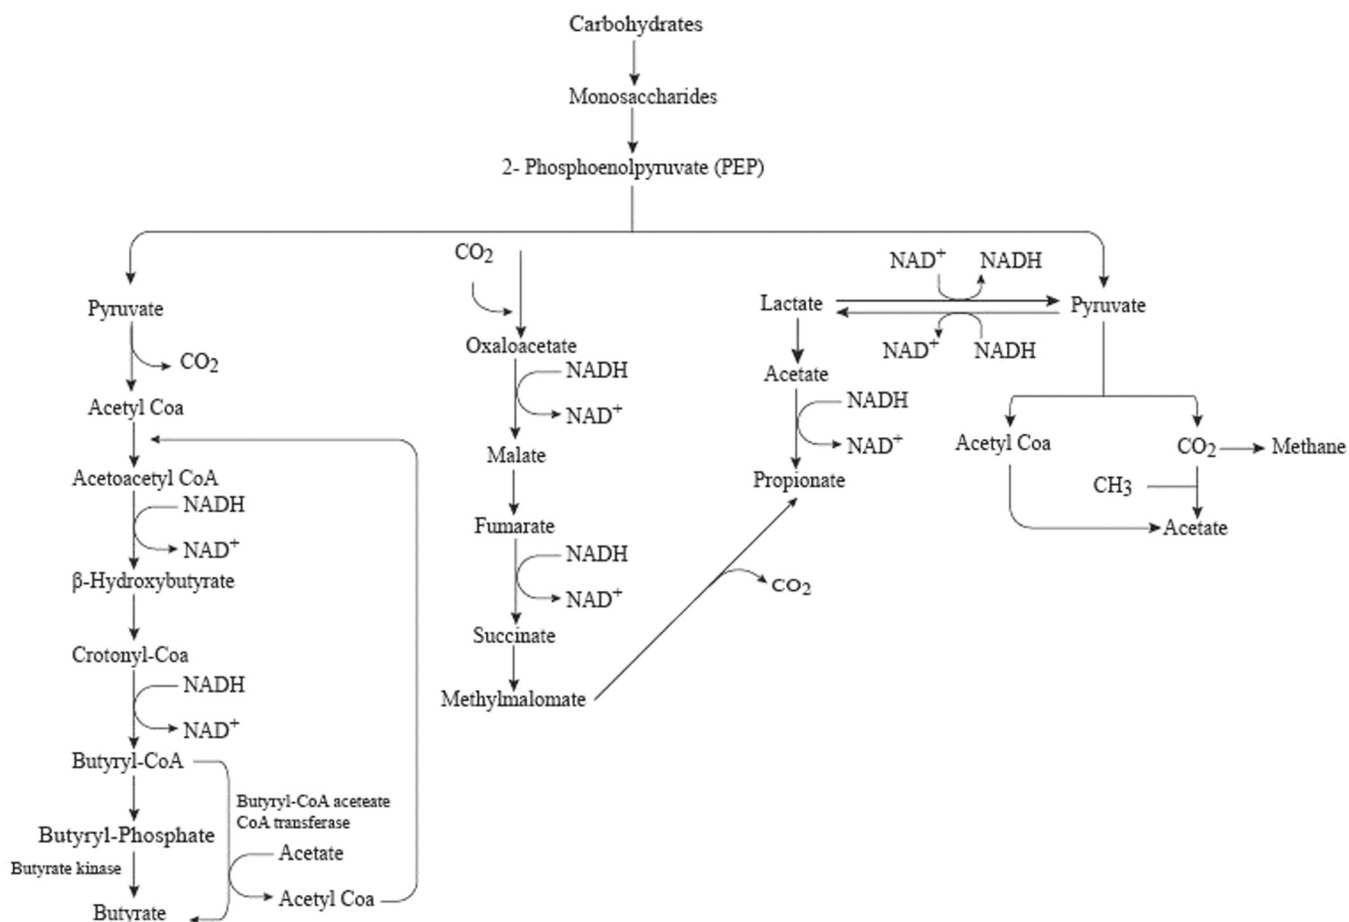 Carbohydrates
Monosaccharides
2- Phosphoenolpyruvate (PEP)
Pyruvate
CO2
Acetyl Coa
Acetoacetyl CoA
NADH
NAD+
β-Hydroxybutyrate
Crotonyl-Coa
NADH
NAD+
Butyryl-CoA
Butyryl-CoA aceteate
CoA transferase
Acetate
Acetyl Coa
Butyryl-Phosphate
Butyrate kinase
Butyrate
CO2
Oxaloacetate
NADH
NAD+
Malate
Fumarate
NADH
NAD+
Succinate
Methylmalomate
CO2
Lactate
NAD+
NADH
NAD+
NADH
Pyruvate
Acetate
NADH
NAD+
Propionate
Acetyl Coa
CO2
Methane
CH3
Acetate